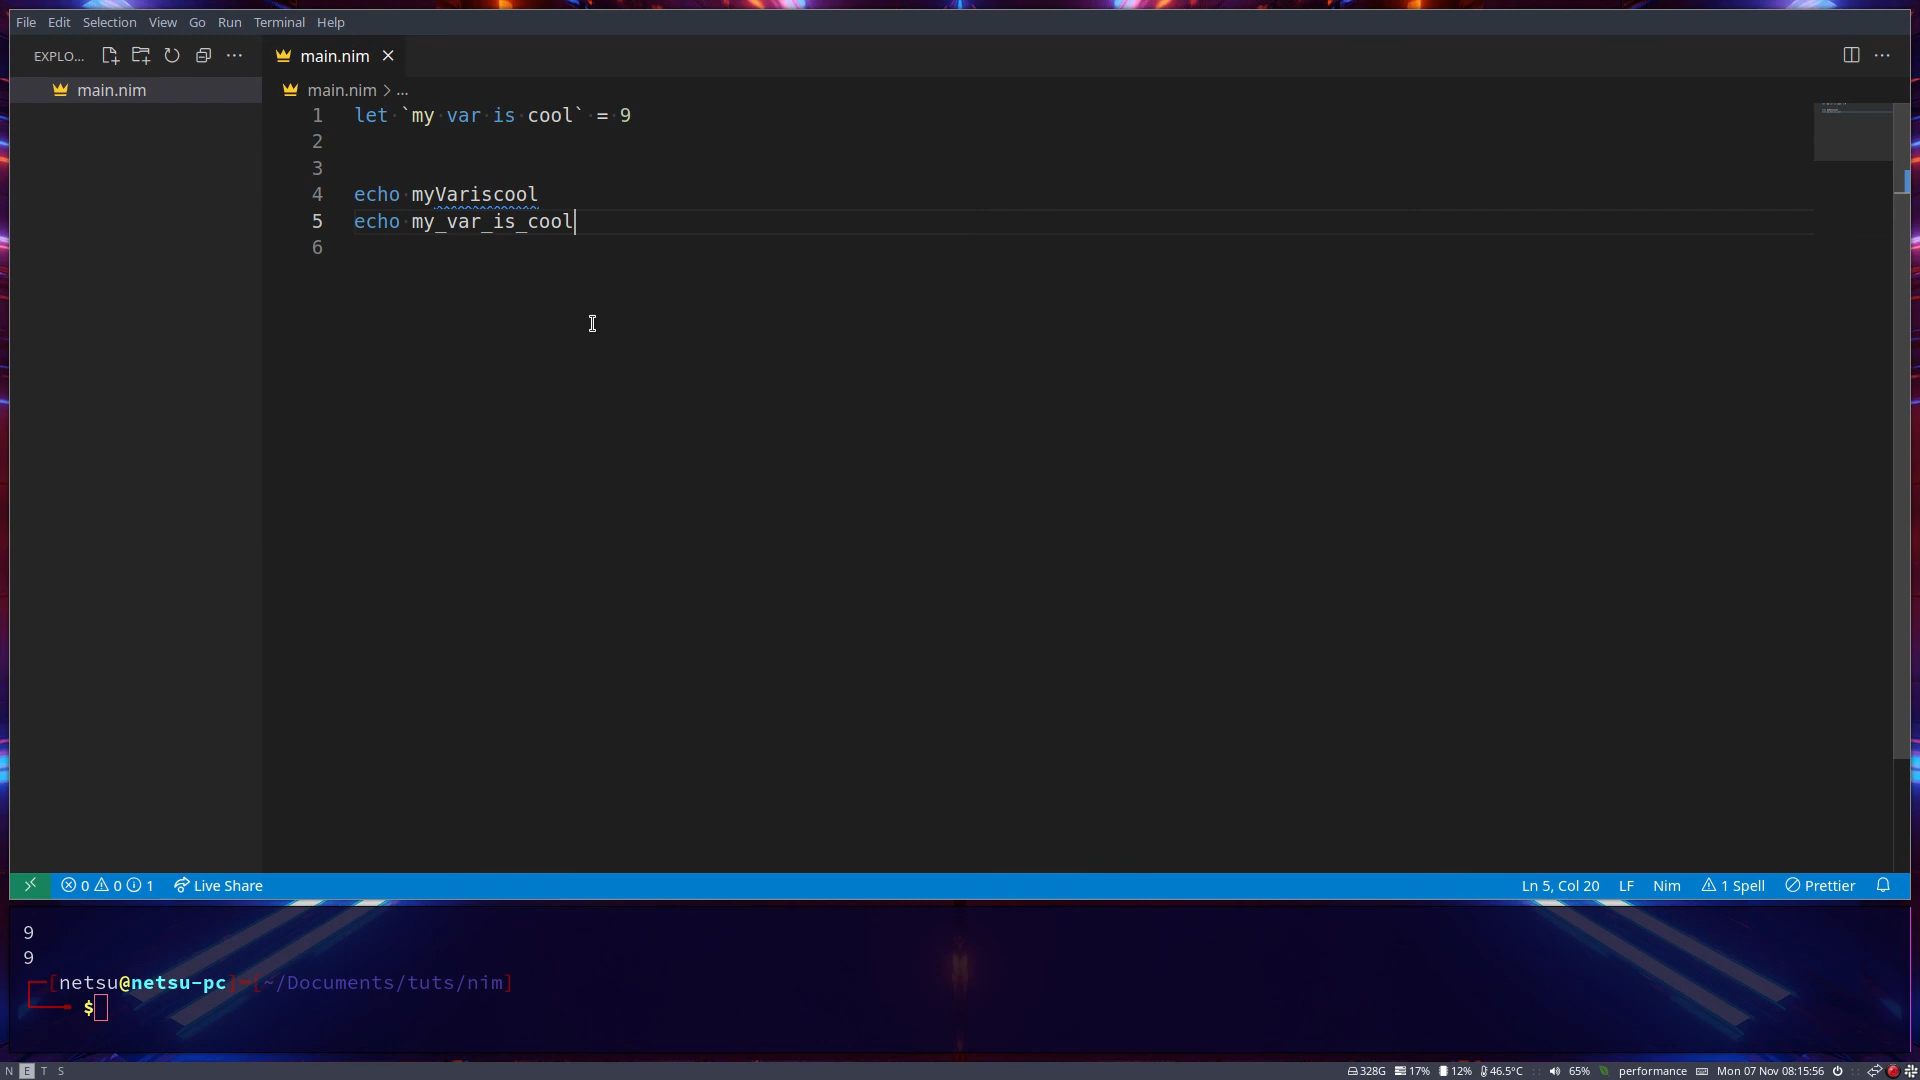 File Edit Selection View Go Run Terminal Help
EXPLO... main.nim
main.nim
main.nim > ...
1 let `my var is cool` = 9
2
3
4 echo myVariscool
5 echo my_var_is_cool
6
0 0 1 Live Share Ln 5, Col 20 LF Nim 1 Spell Prettier
9
9
[netsu@netsu-pc]-[~/Documents/tuts/nim]
$
N E T S 328G 17% 12% 46.5°C :: 65% performance Mon 07 Nov 08:15:56 ::